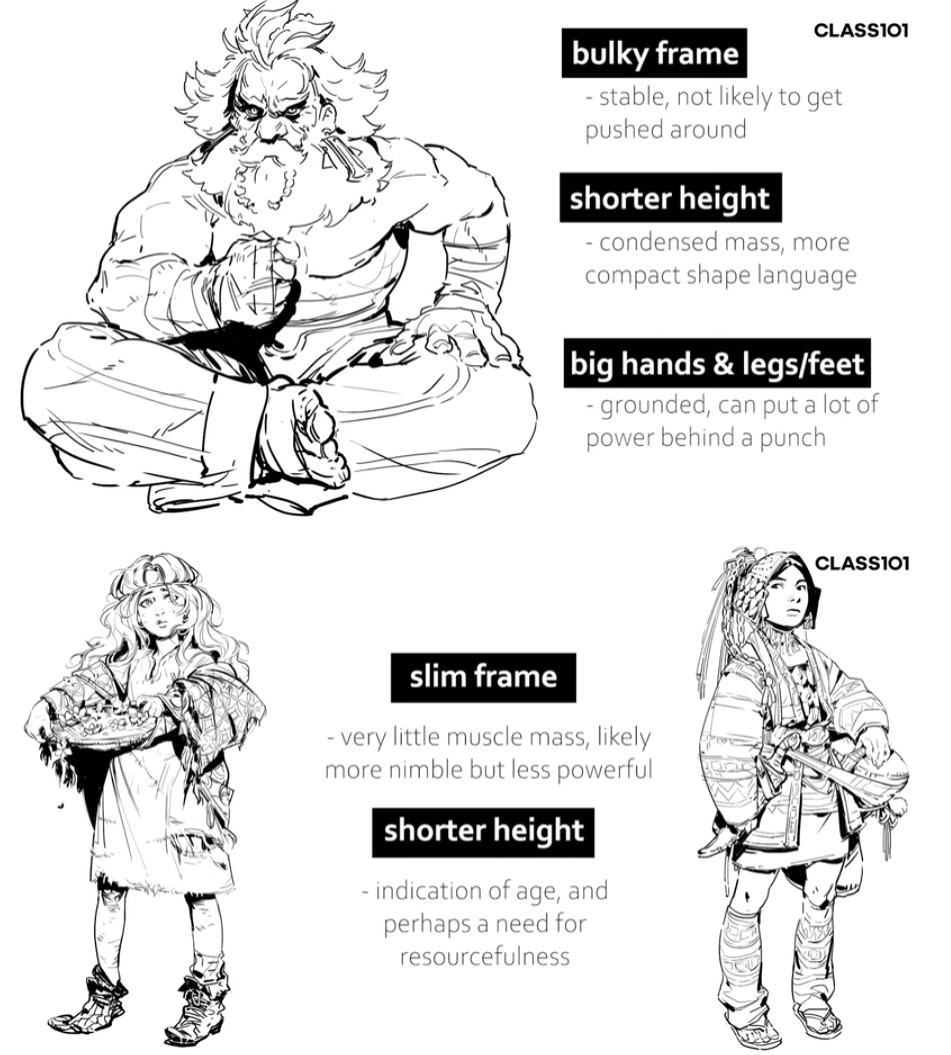 CLASS101
bulky frame
- stable, not likely to get
pushed around
shorter height
- condensed mass, more
compact shape language
big hands & legs/feet
- grounded, can put a lot of
power behind a punch
CLASS101
slim frame
- very little muscle mass, likely
more nimble but less powerful
shorter height
- indication of age, and
perhaps a need for
resourcefulness